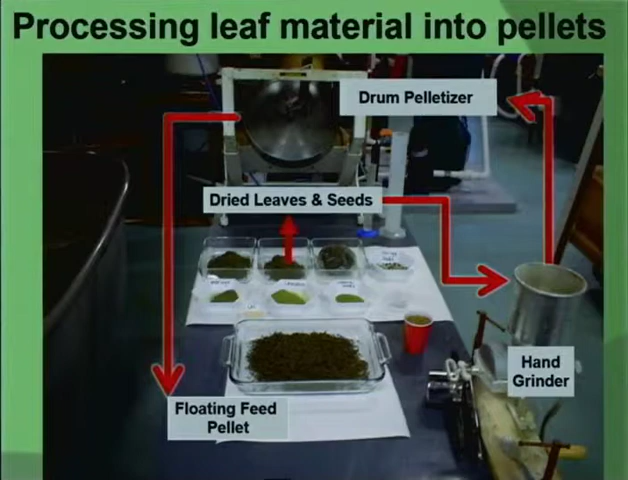 Processing leaf material into pellets
Drum Pelletizer
Dried Leaves & Seeds
Hand
Grinder
Floating Feed
Pellet